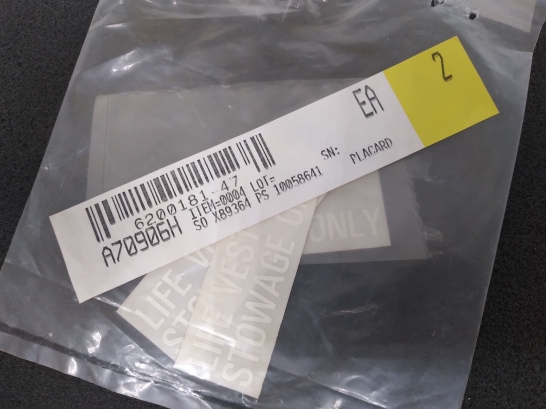 EA 2
6200181-47
A70906H ITEM=0004 LOT=
SO X89364 PS 10058641
SN:
PLACARD
LIFE VEST
STOWAGE ONLY
LIFE VEST
STOWAGE